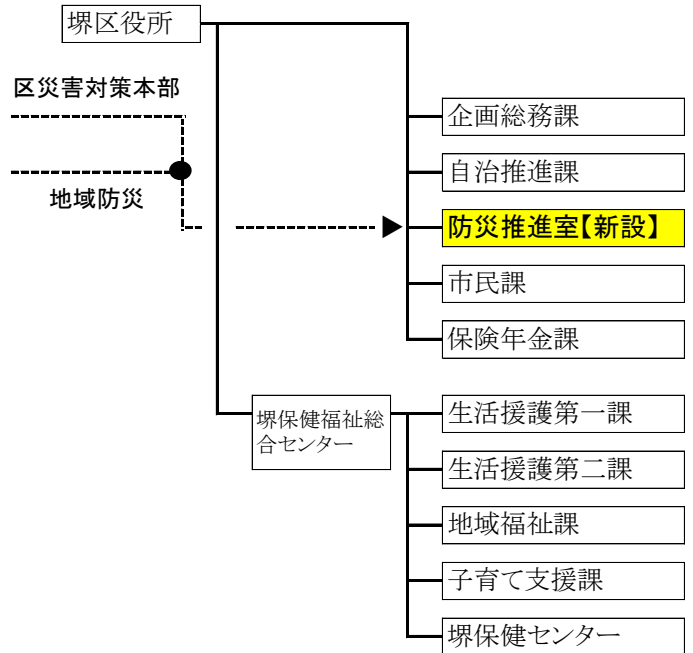 堺区役所
区災害対策本部
地域防災
企画総務課
自治推進課
防災推進室【新設】
市民課
保険年金課
堺保健福祉総
合センター
生活援護第一課
生活援護第二課
地域福祉課
子育て支援課
堺保健センター